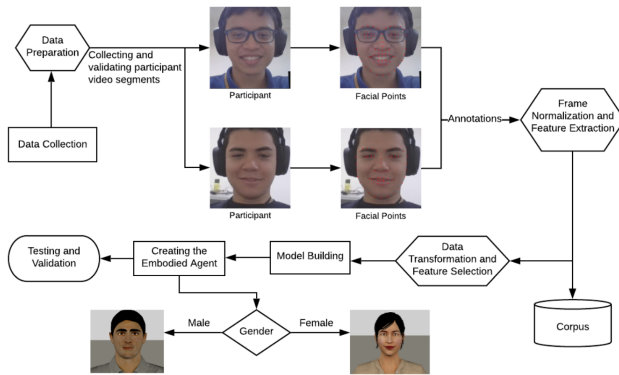 Data
Preparation
Collecting and
validating participant
video segments
Data Collection
Participant
Facial Points
Participant
Facial Points
Annotations
Frame
Normalization and
Feature Extraction
Testing and
Validation
Creating the
Embodied Agent
Model Building
Data
Transformation and
Feature Selection
Corpus
Male
Gender
Female